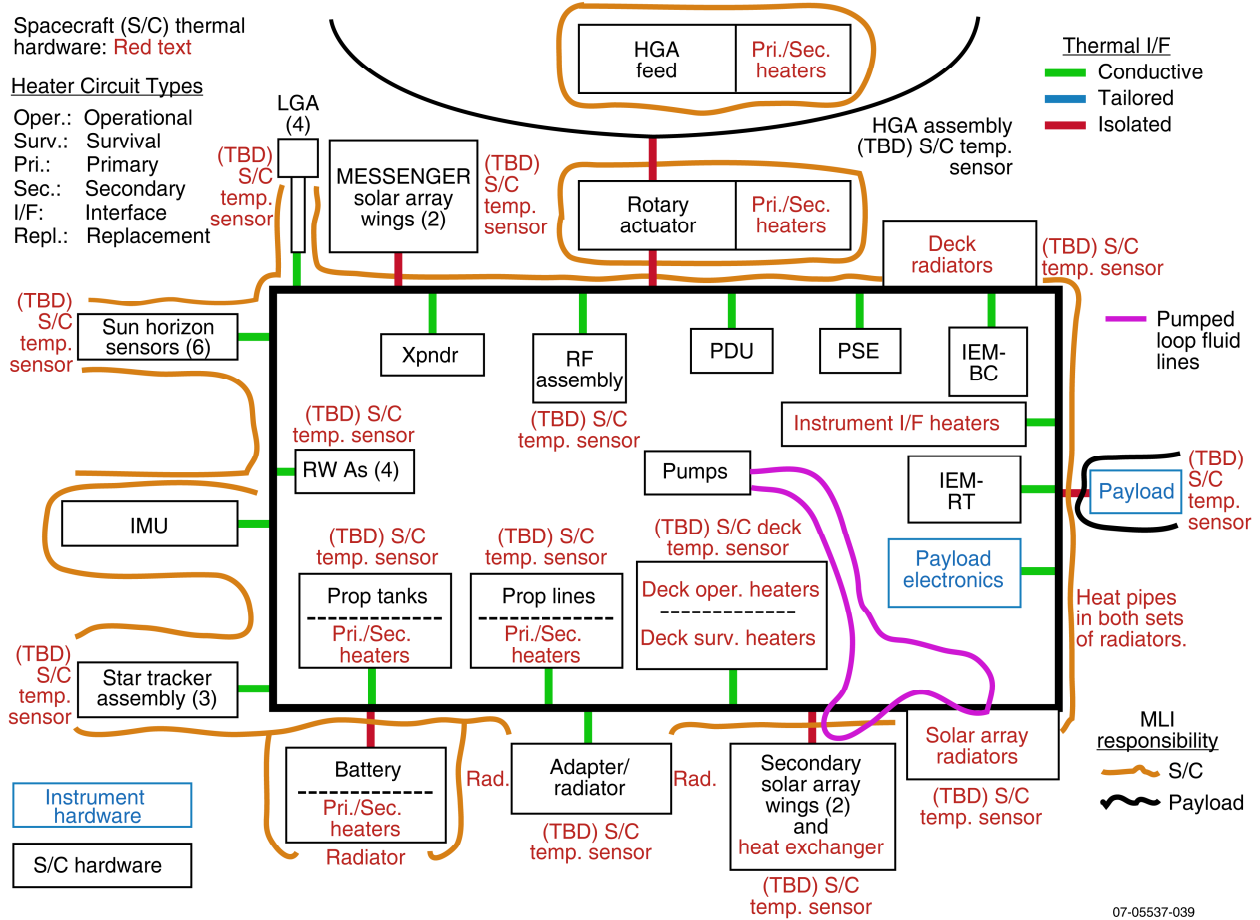 Spacecraft (S/C) thermal
hardware: Red text
Heater Circuit Types
Oper.: Operational
Surv.: Survival
Pri.: Primary
Sec.: Secondary
I/F: Interface
Repl.: Replacement
LGA
(4)
(TBD)
S/C
temp.
sensor
MESSENGER
solar array
wings (2)
(TBD)
S/C
temp.
sensor
HGA
feed
Pri./Sec.
heaters
Rotary
actuator
Pri./Sec.
heaters
HGA assembly
(TBD) S/C temp.
sensor
Thermal I/F
Conductive
Tailored
Isolated
Deck
radiators
(TBD) S/C
temp. sensor
(TBD)
S/C
temp.
sensor
Sun horizon
sensors (6)
Xpndr
RF
assembly
(TBD) S/C
temp. sensor
PDU
PSE
IEM-
BC
Pumped
loop fluid
lines
Instrument I/F heaters
(TBD) S/C
temp. sensor
RW As (4)
Pumps
IEM-
RT
Payload
(TBD)
S/C
temp.
sensor
IMU
(TBD) S/C
temp. sensor
Prop tanks
Pri./Sec.
heaters
(TBD) S/C
temp. sensor
Prop lines
Pri./Sec.
heaters
(TBD) S/C deck
temp. sensor
Deck oper. heaters
Deck surv. heaters
Payload
electronics
Heat pipes
in both sets
of radiators.
(TBD)
S/C
temp.
sensor
Star tracker
assembly (3)
Battery
Pri./Sec.
heaters
Radiator
Rad.
Adapter/
radiator
Rad.
(TBD) S/C
temp. sensor
Secondary
solar array
wings (2)
and
heat exchanger
(TBD) S/C
temp. sensor
Solar array
radiators
(TBD) S/C
temp. sensor
MLI
responsibility
S/C
Payload
Instrument
hardware
S/C hardware
07-05537-039